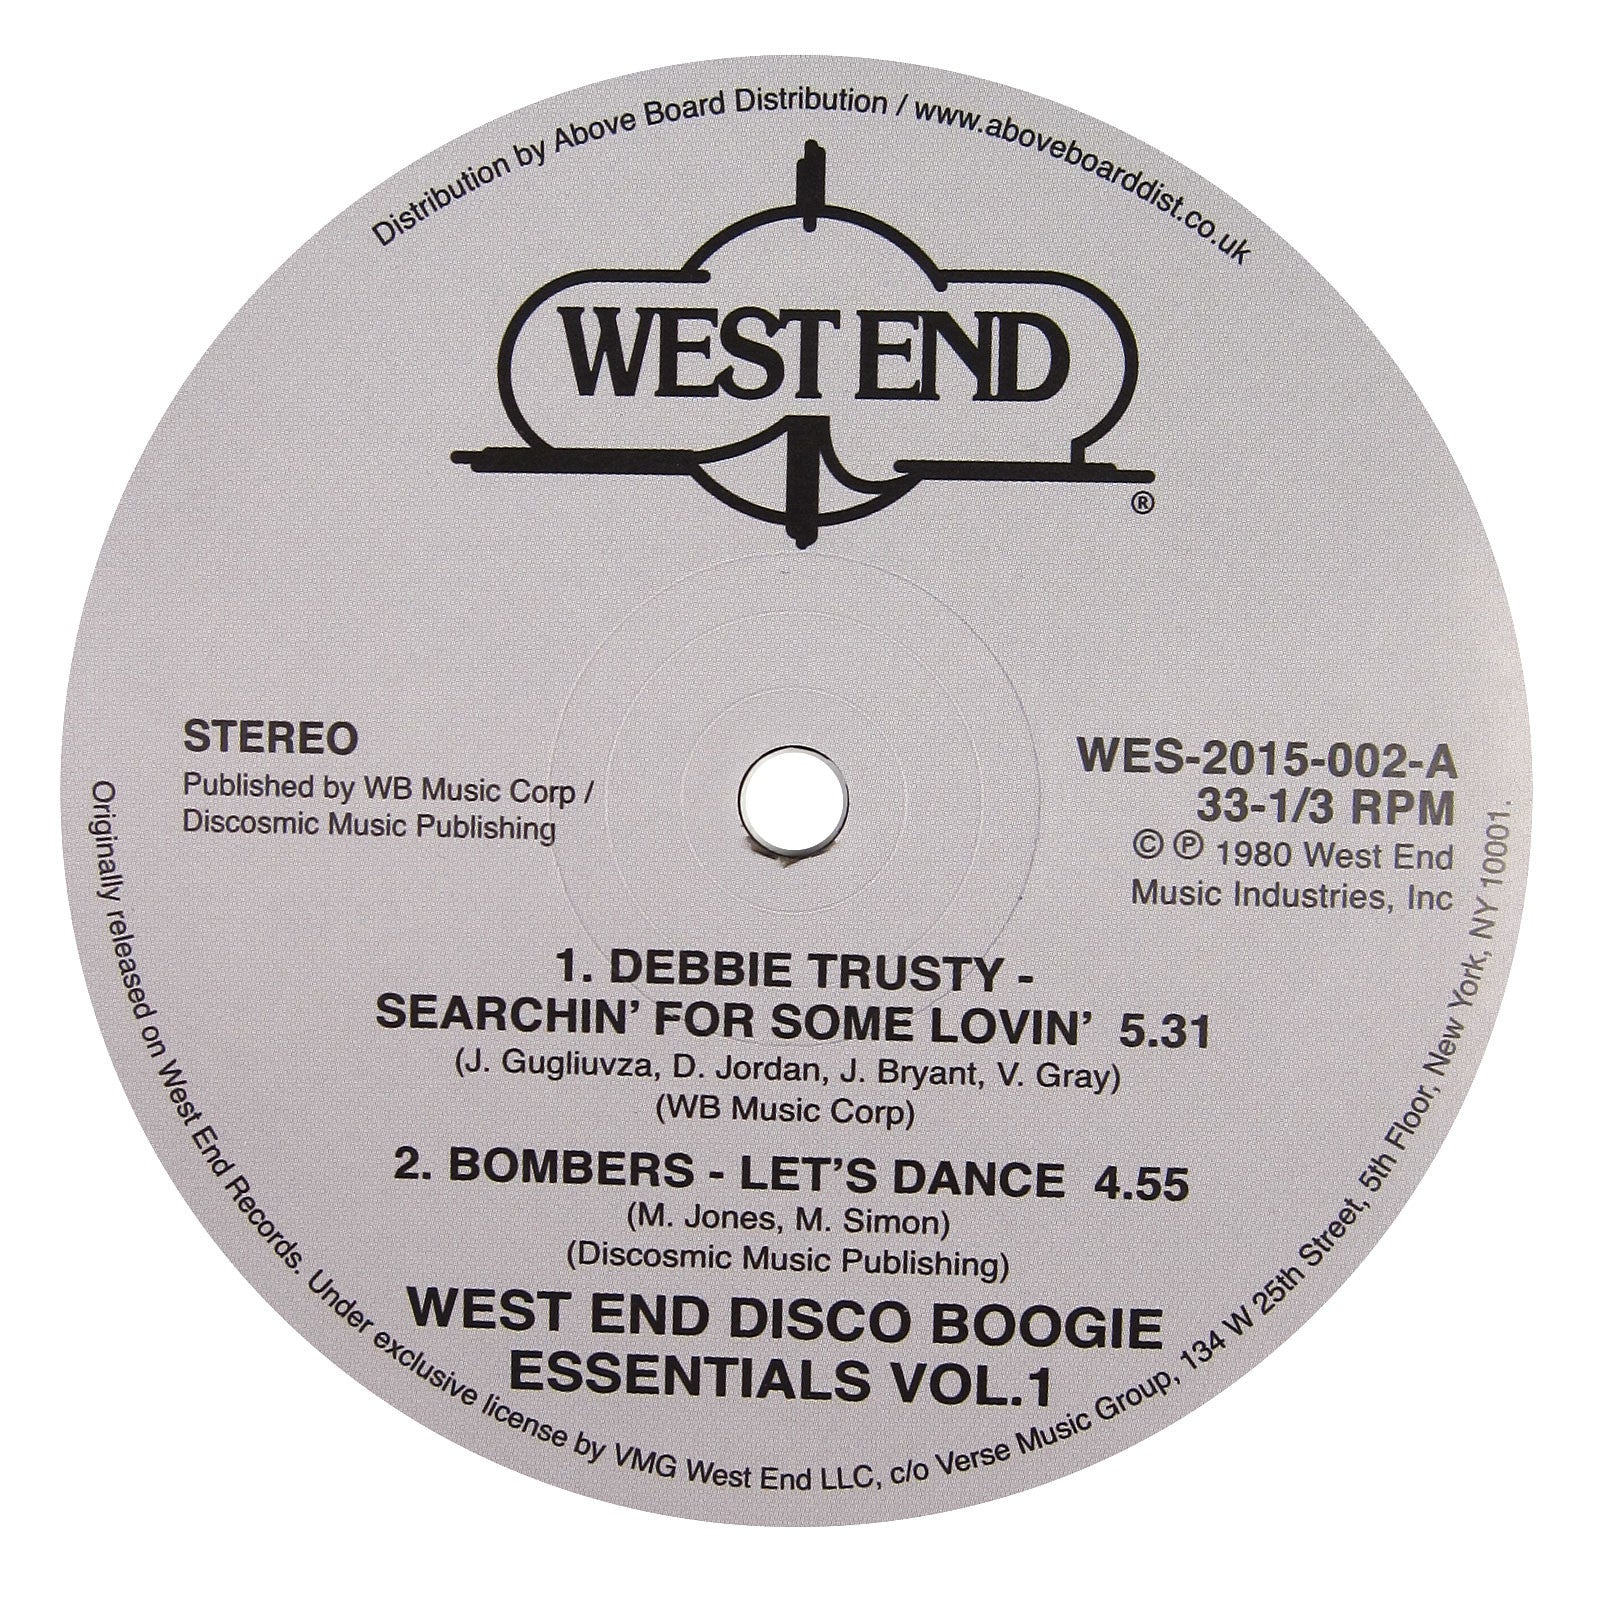 Distribution by Above Board Distribution / www.aboveboarddist.co.uk
WEST END
®
STEREO
Published by WB Music Corp /
Discosmic Music Publishing
WES-2015-002-A
33-1/3 RPM
© ℗ 1980 West End
Music Industries, Inc
1. DEBBIE TRUSTY -
SEARCHIN' FOR SOME LOVIN' 5.31
(J. Gugliuvza, D. Jordan, J. Bryant, V. Gray)
(WB Music Corp)
2. BOMBERS - LET'S DANCE 4.55
(M. Jones, M. Simon)
(Discosmic Music Publishing)
WEST END DISCO BOOGIE
ESSENTIALS VOL.1
Originally released on West End Records. Under exclusive license by VMG West End LLC, c/o Verse Music Group, 134 W 25th Street, 5th Floor, New York, NY 10001.